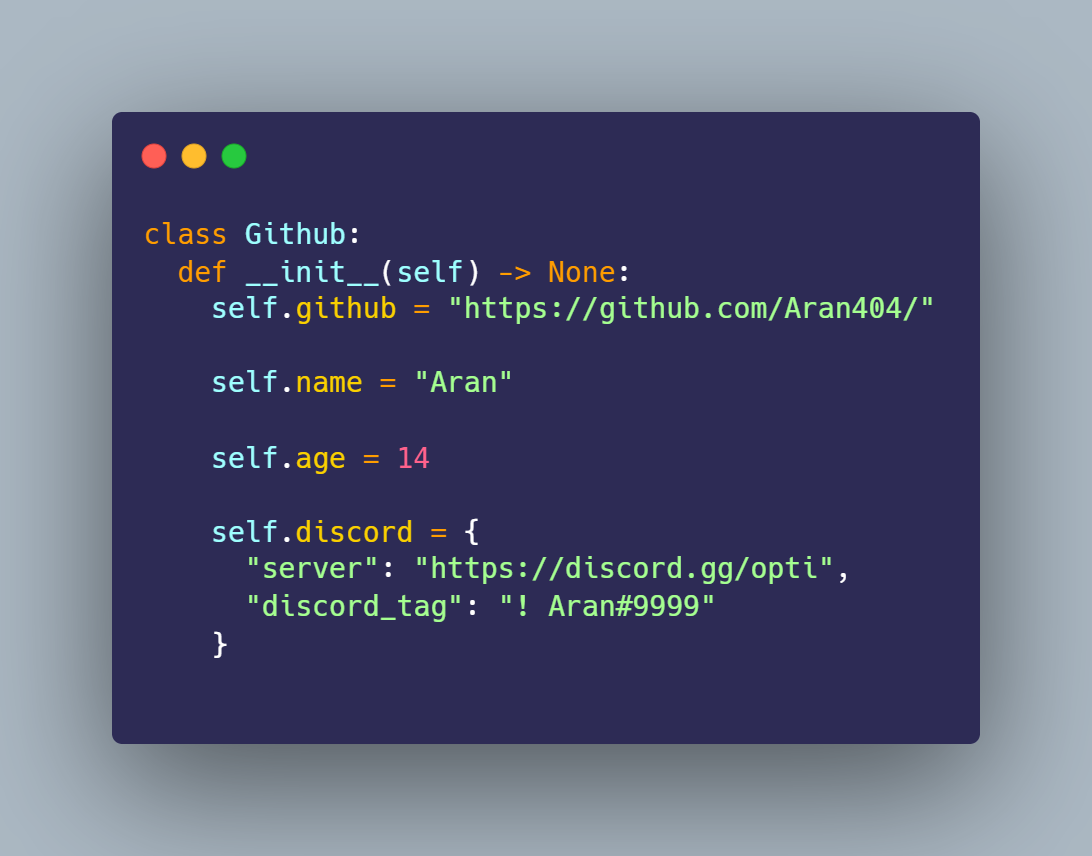 class Github:
  def __init__(self) -> None:
    self.github = "https://github.com/Aran404/"

    self.name = "Aran"

    self.age = 14

    self.discord = {
      "server": "https://discord.gg/opti",
      "discord_tag": "! Aran#9999"
    }